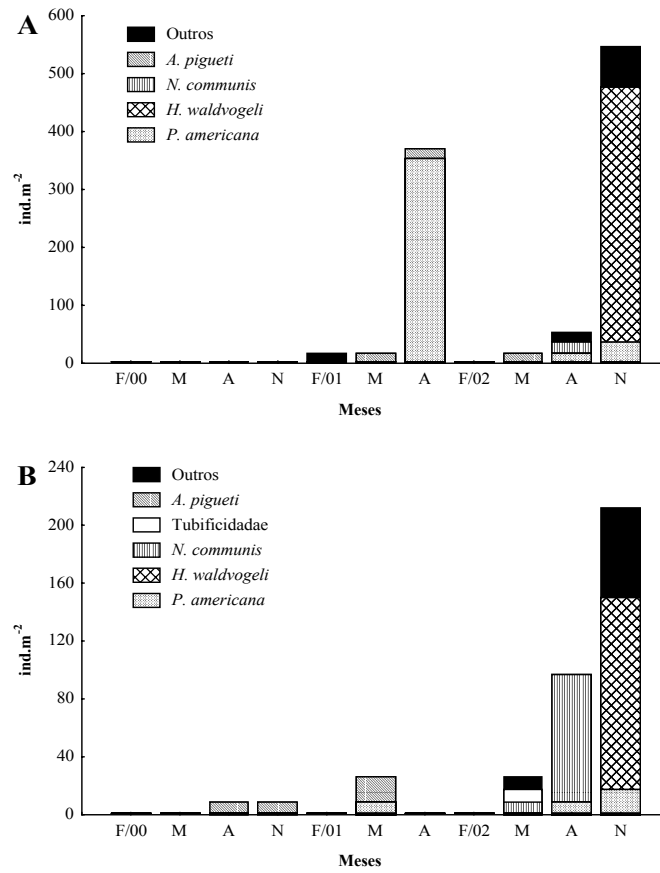 A
600
500
400
300
200
100
0
ind.m-2
Outros
A. pigueti
N. communis
H. waldvogeli
P. americana
F/00 M A N F/01 M A F/02 M A N
Meses
B
240
200
160
120
80
40
0
ind.m-2
Outros
A. pigueti
Tubificidadae
N. communis
H. waldvogeli
P. americana
F/00 M A N F/01 M A F/02 M A N
Meses